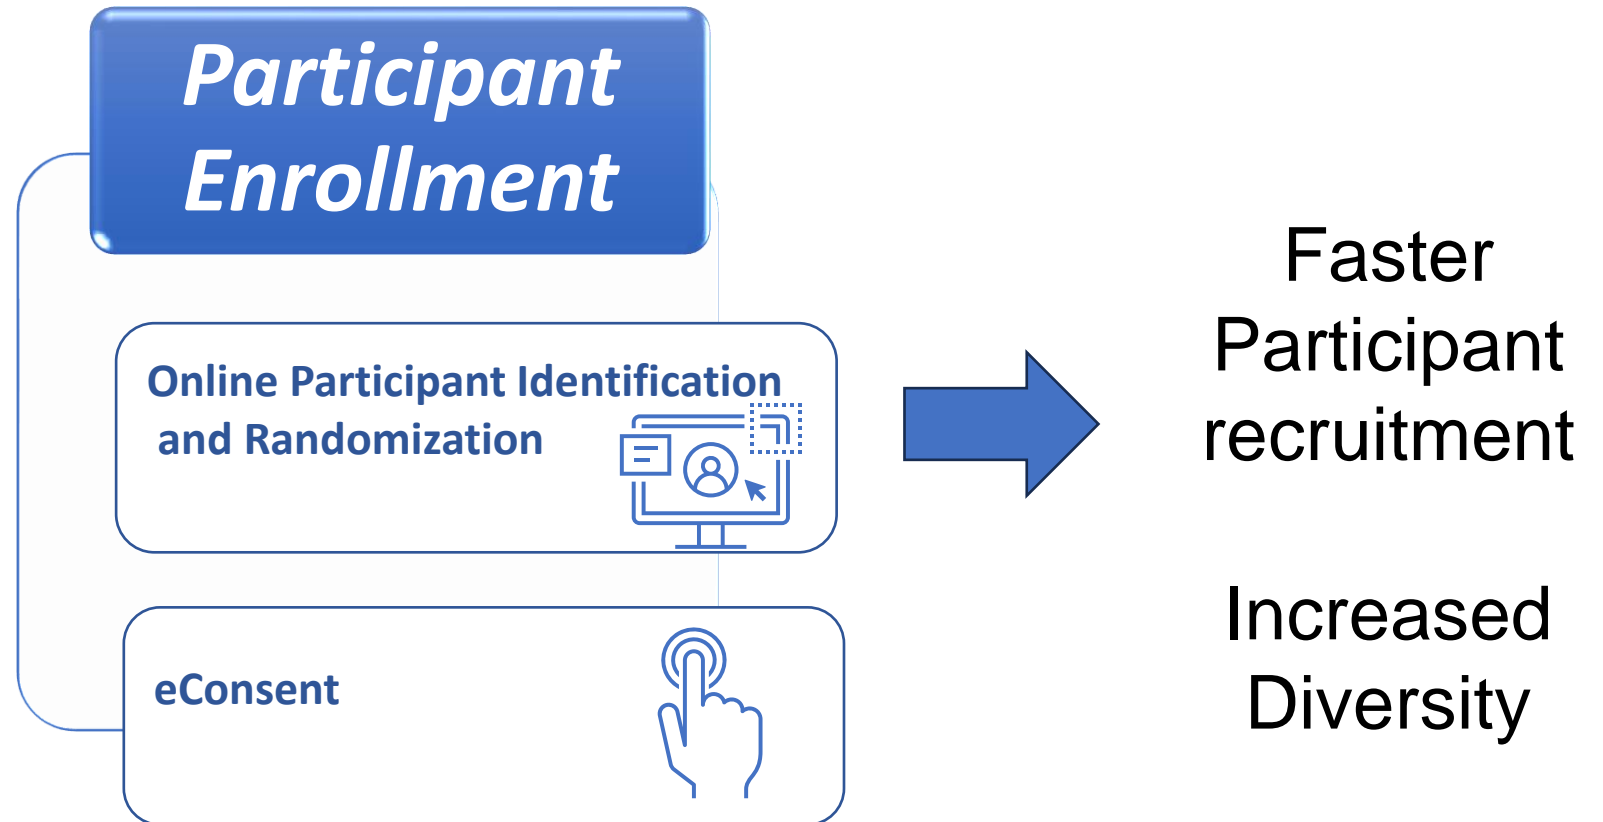 Participant
Enrollment
Online Participant Identification
and Randomization
eConsent
Faster
Participant
recruitment
Increased
Diversity